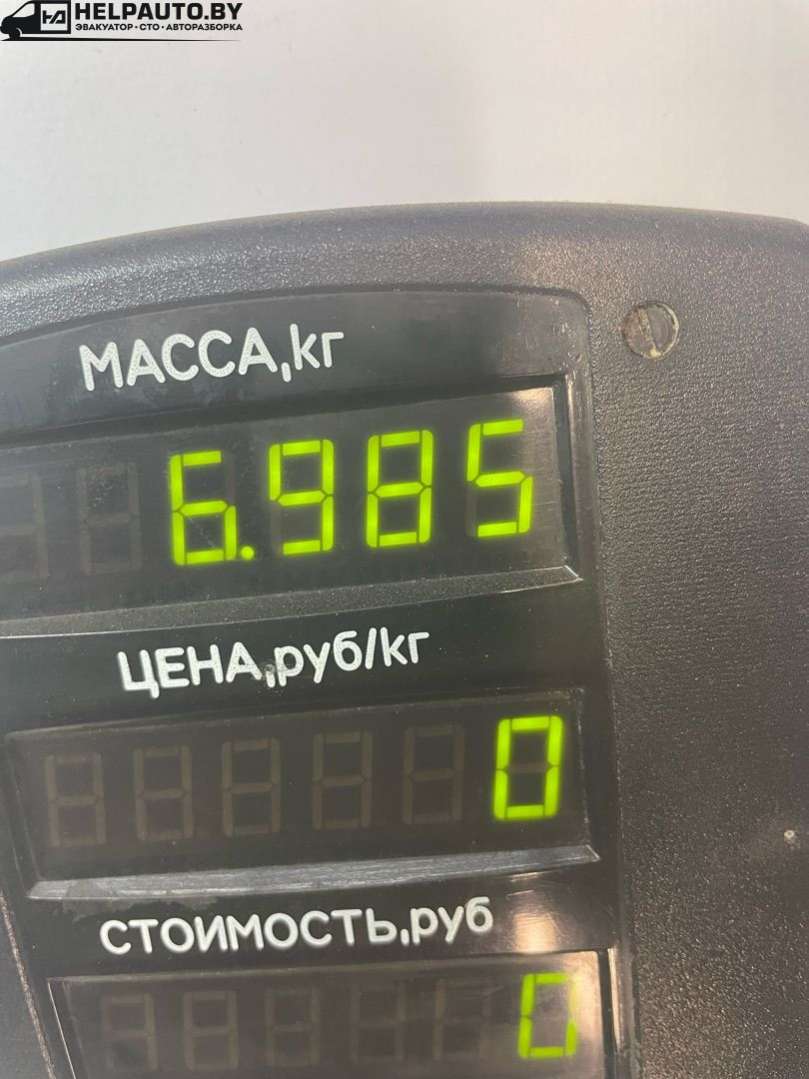 HELPAUTO.BY
ЭВАКУАТОР•СТО•АВТОРАЗБОРКА
МАССА,кг
6.985
ЦЕНА,руб/кг
0
СТОИМОСТЬ,руб
0